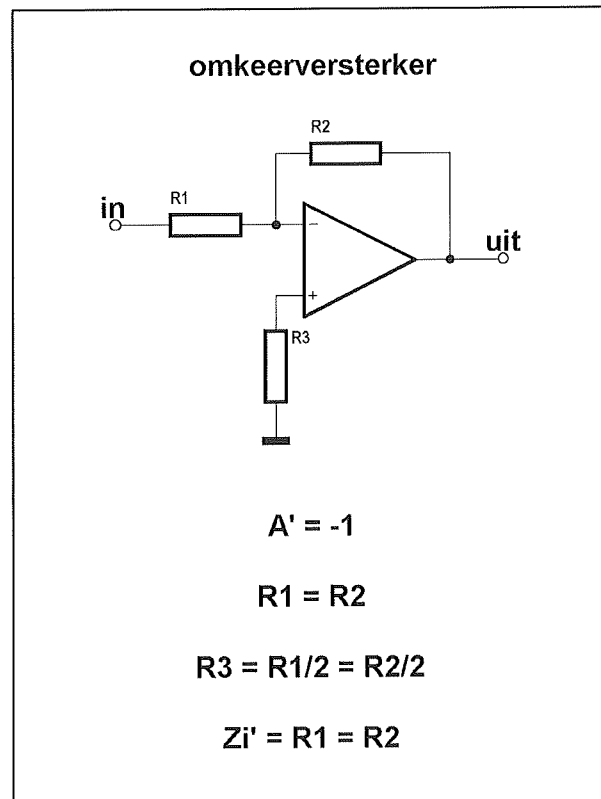 omkeerversterker
R2
R1
in
−
uit
+
R3
A' = -1
R1 = R2
R3 = R1/2 = R2/2
Zi' = R1 = R2